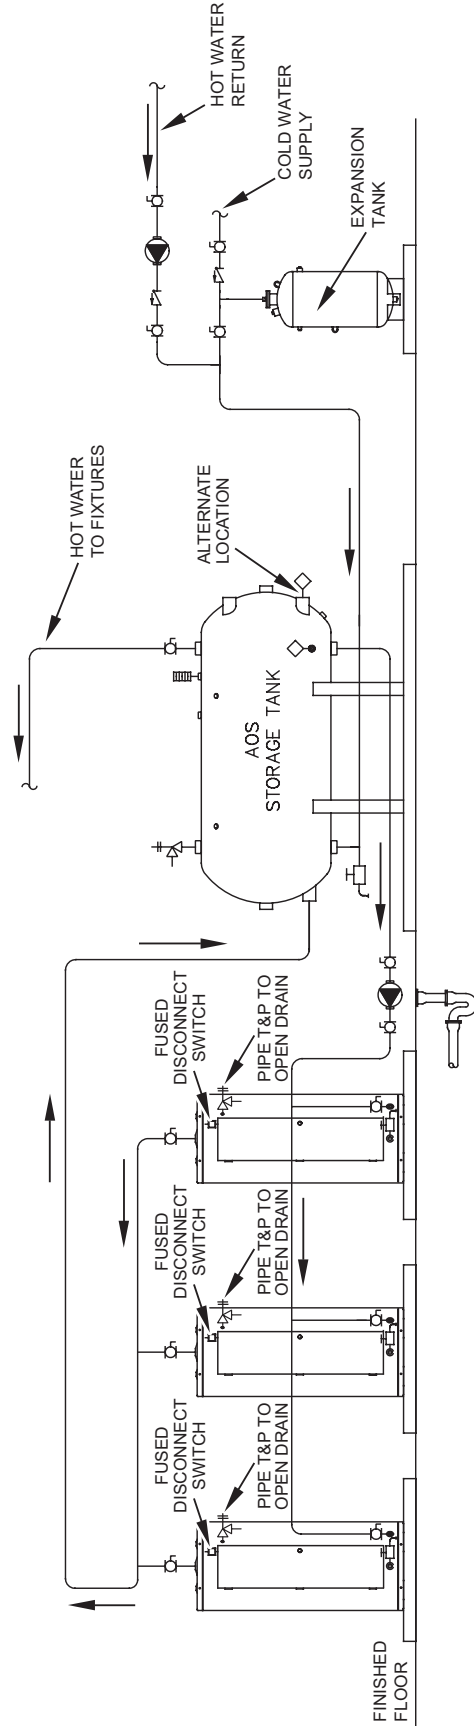 HOT WATER
RETURN
COLD WATER
SUPPLY
EXPANSION
TANK
HOT WATER
TO FIXTURES
ALTERNATE
LOCATION
AOS
STORAGE TANK
FUSED
DISCONNECT
SWITCH
PIPE T&P TO
OPEN DRAIN
FUSED
DISCONNECT
SWITCH
PIPE T&P TO
OPEN DRAIN
FUSED
DISCONNECT
SWITCH
PIPE T&P TO
OPEN DRAIN
FINISHED
FLOOR